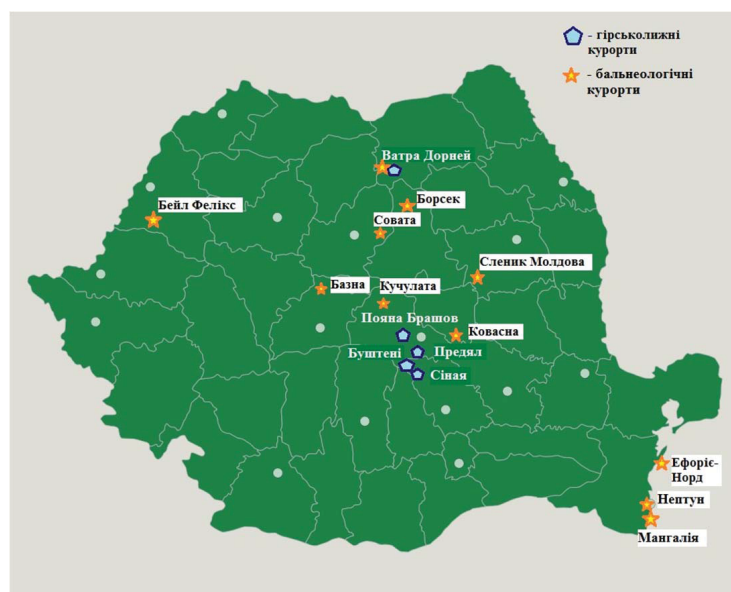 - гірськолижні
курорти
- бальнеологічні
курорти
Ватра Дорней
Борсек
Бейл Фелікс
Совата
Сленик Молдова
Базна
Кучулата
Пояна Брашов
Ковасна
Буштені
Предял
Сіная
Ефоріє-
Норд
Нептун
Мангалія